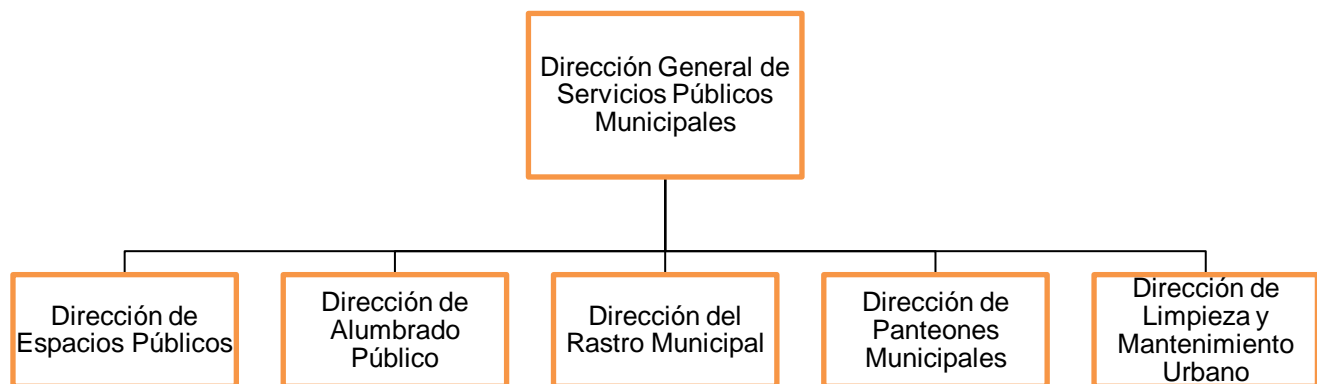 Dirección General de
Servicios Públicos
Municipales
Dirección de
Espacios Públicos
Dirección de
Alumbrado
Público
Dirección del
Rastro Municipal
Dirección de
Panteones
Municipales
Dirección de
Limpieza y
Mantenimiento
Urbano